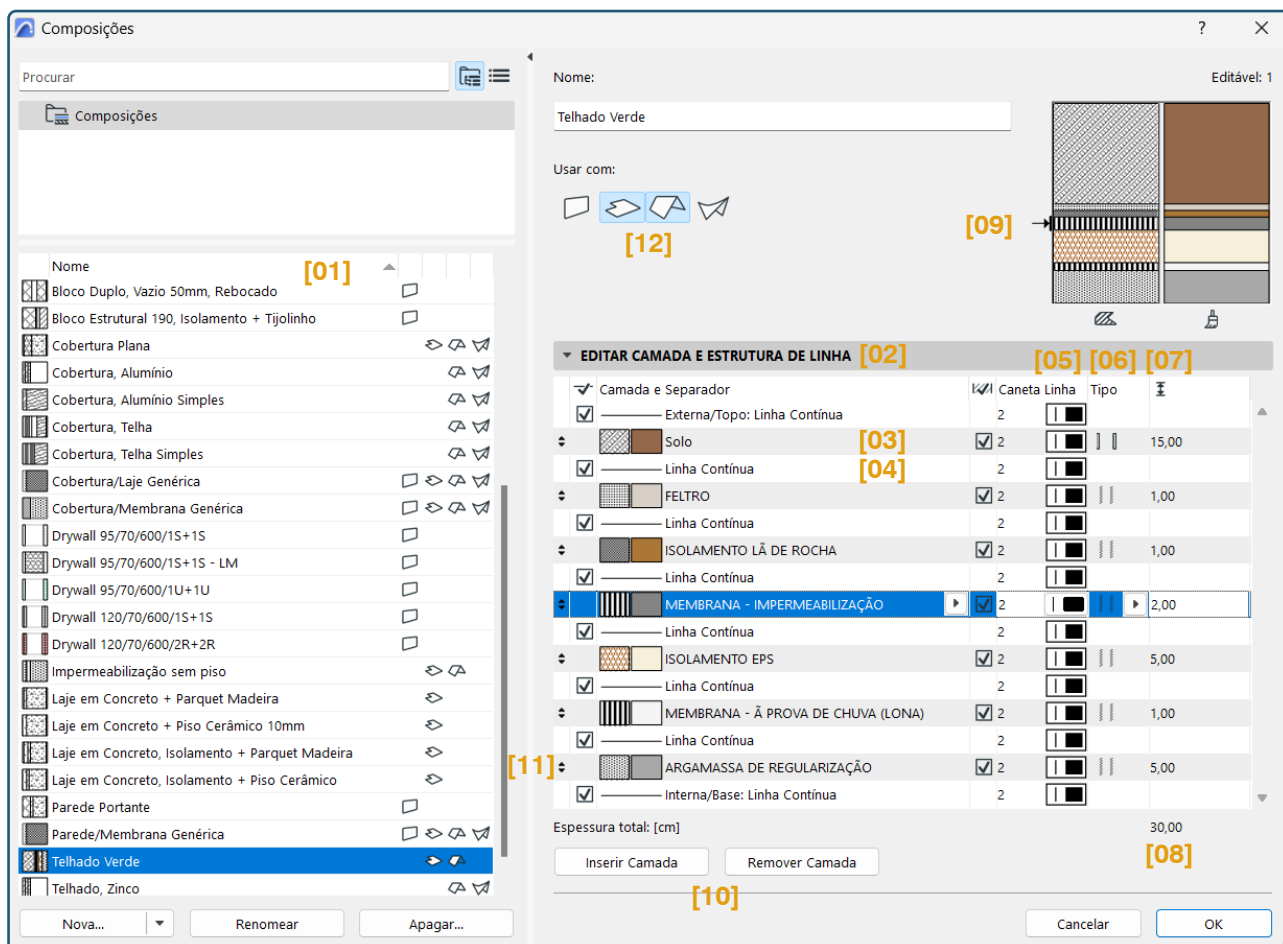 Composições
?
Procurar
Composições
Nome [01]
Bloco Duplo, Vazio 50mm, Rebocado
Bloco Estrutural 190, Isolamento + Tijolinho
Cobertura Plana
Cobertura, Alumínio
Cobertura, Alumínio Simples
Cobertura, Telha
Cobertura, Telha Simples
Cobertura/Laje Genérica
Cobertura/Membrana Genérica
Drywall 95/70/600/1S+1S
Drywall 95/70/600/1S+1S - LM
Drywall 95/70/600/1U+1U
Drywall 120/70/600/1S+1S
Drywall 120/70/600/2R+2R
Impermeabilização sem piso
Laje em Concreto + Parquet Madeira
Laje em Concreto + Piso Cerâmico 10mm
Laje em Concreto, Isolamento + Parquet Madeira
Laje em Concreto, Isolamento + Piso Cerâmico
Parede Portante
Parede/Membrana Genérica
Telhado Verde
Telhado, Zinco
Nova...
Renomear
Apagar...
Nome:
Editável: 1
Telhado Verde
Usar com:
[12]
[09]
EDITAR CAMADA E ESTRUTURA DE LINHA [02]
[05] [06] [07]
Camada e Separador Caneta Linha Tipo
Externa/Topo: Linha Contínua 2
Solo [03] 2 15,00
Linha Contínua [04] 2
FELTRO 2 1,00
Linha Contínua 2
ISOLAMENTO LÃ DE ROCHA 2 1,00
Linha Contínua 2
MEMBRANA - IMPERMEABILIZAÇÃO 2 2,00
Linha Contínua 2
ISOLAMENTO EPS 2 5,00
Linha Contínua 2
MEMBRANA - Ã PROVA DE CHUVA (LONA) 2 1,00
Linha Contínua 2
[11] ARGAMASSA DE REGULARIZAÇÃO 2 5,00
Interna/Base: Linha Contínua 2
Espessura total: [cm] 30,00
[08]
Inserir Camada
Remover Camada
[10]
Cancelar
OK